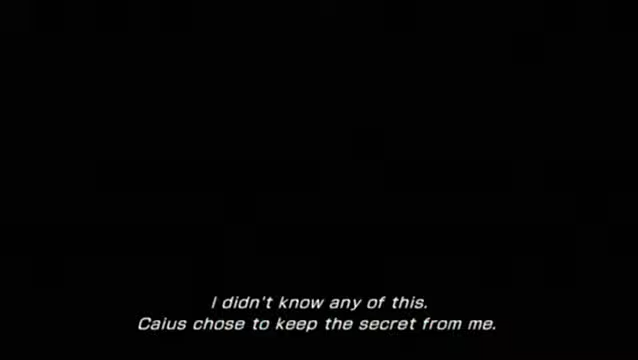 I didn't know any of this.
Caius chose to keep the secret from me.